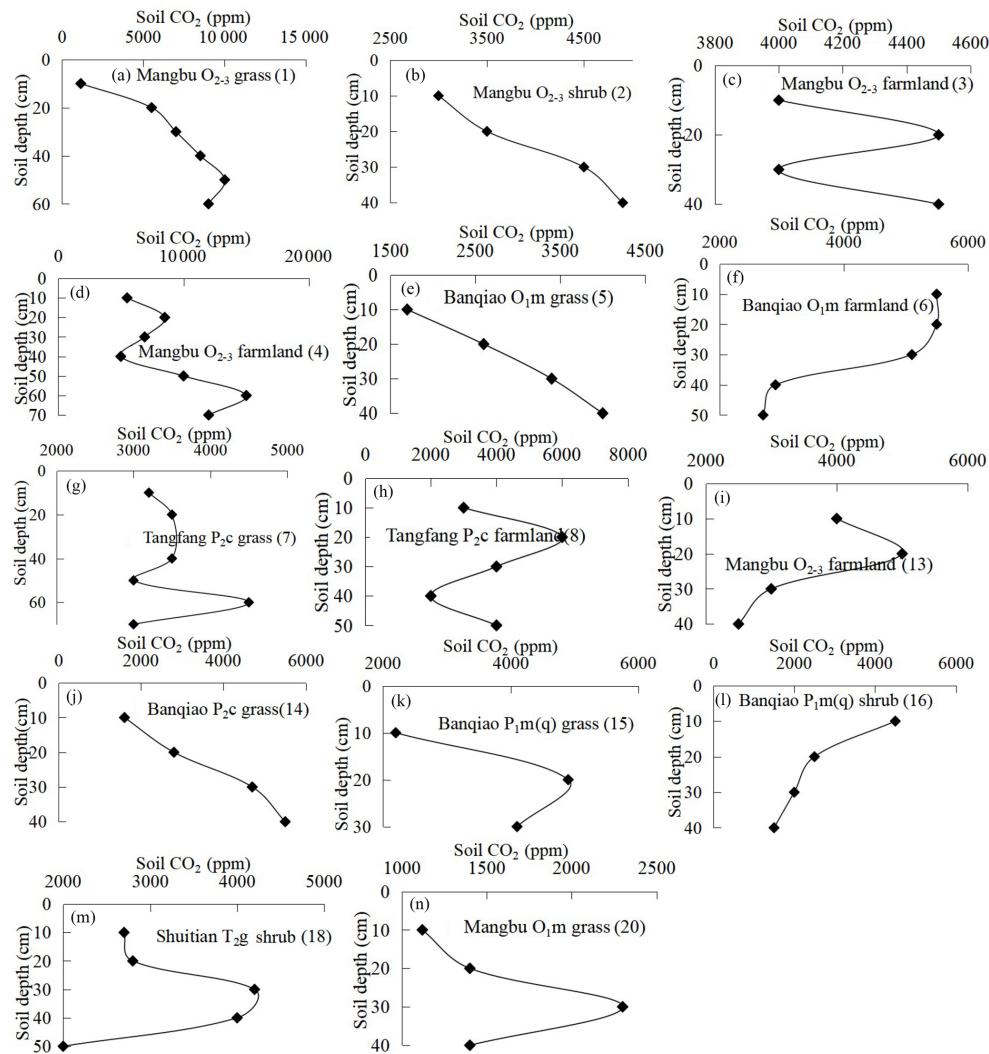 Soil CO2 (ppm)
0 5000 10 000 15 000
(a) Mangbu O2-3 grass (1)
Soil depth (cm)
0
20
40
60
Soil CO2 (ppm)
2500 3500 4500
(b)
Mangbu O2-3 shrub (2)
Soil depth (cm)
0
10
20
30
40
Soil CO2 (ppm)
3800 4000 4200 4400 4600
(c)
Mangbu O2-3 farmland (3)
Soil depth (cm)
0
20
40
Soil CO2 (ppm)
0 10000 20000
(d)
Mangbu O2-3 farmland (4)
Soil depth (cm)
0
10
20
30
40
50
60
70
Soil CO2 (ppm)
1500 2500 3500 4500
(e)
Banqiao O1m grass (5)
Soil depth (cm)
0
10
20
30
40
Soil CO2 (ppm)
2000 4000 6000
(f)
Banqiao O1m farmland (6)
Soil depth (cm)
0
10
20
30
40
50
Soil CO2 (ppm)
2000 3000 4000 5000
(g)
Tangfang P2c grass (7)
Soil depth (cm)
0
20
40
60
Soil CO2 (ppm)
0 2000 4000 6000 8000
(h)
Tangfang P2c farmland(8)
Soil depth (cm)
0
10
20
30
40
50
Soil CO2 (ppm)
2000 4000 6000
(i)
Mangbu O2-3 farmland (13)
Soil depth (cm)
0
10
20
30
40
Soil CO2 (ppm)
0 2000 4000 6000
(j)
Banqiao P2c grass(14)
Soil depth(cm)
0
10
20
30
40
Soil CO2 (ppm)
2000 4000 6000
(k)
Banqiao P1m(q) grass (15)
Soil depth (cm)
0
10
20
30
Soil CO2 (ppm)
0 2000 4000 6000
(l)
Banqiao P1m(q) shrub (16)
Soil depth (cm)
0
10
20
30
40
Soil CO2 (ppm)
2000 3000 4000 5000
(m)
Shuitian T2g shrub (18)
Soil depth (cm)
0
10
20
30
40
50
Soil CO2 (ppm)
1000 1400 2000 2500
(n)
Mangbu O1m grass (20)
Soil depth (cm)
0
10
20
30
40